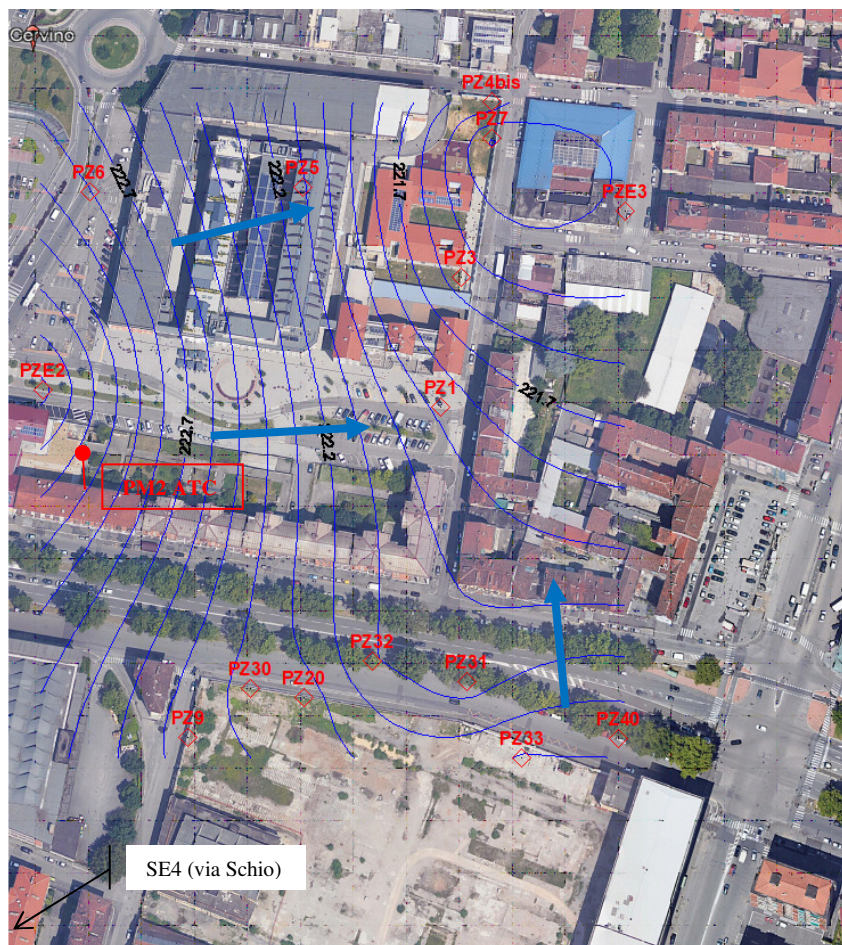 Cervino
PZ4bis
PZ7
PZ6
222.7
222.2
PZ5
221.7
PZE3
PZ3
PZE2
PZ1
221.7
222.7
222.2
PM2 ATC
PZ32
PZ30
PZ20
PZ31
PZ9
PZ33
PZ40
SE4 (via Schio)